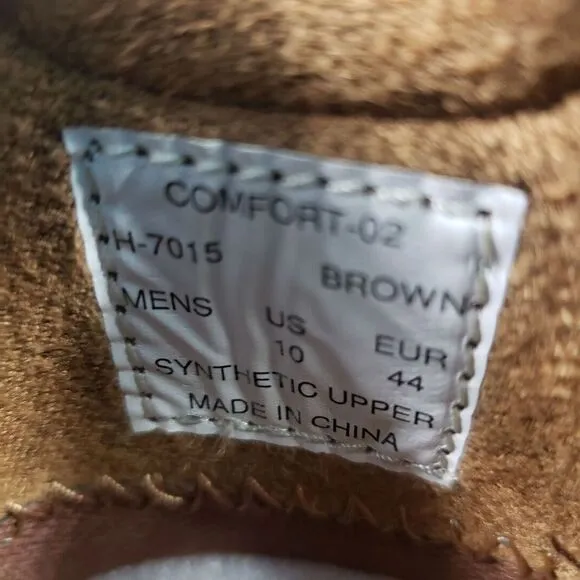 COMFORT-02
H-7015 BROWN
MENS US EUR
10 44
SYNTHETIC UPPER
MADE IN CHINA